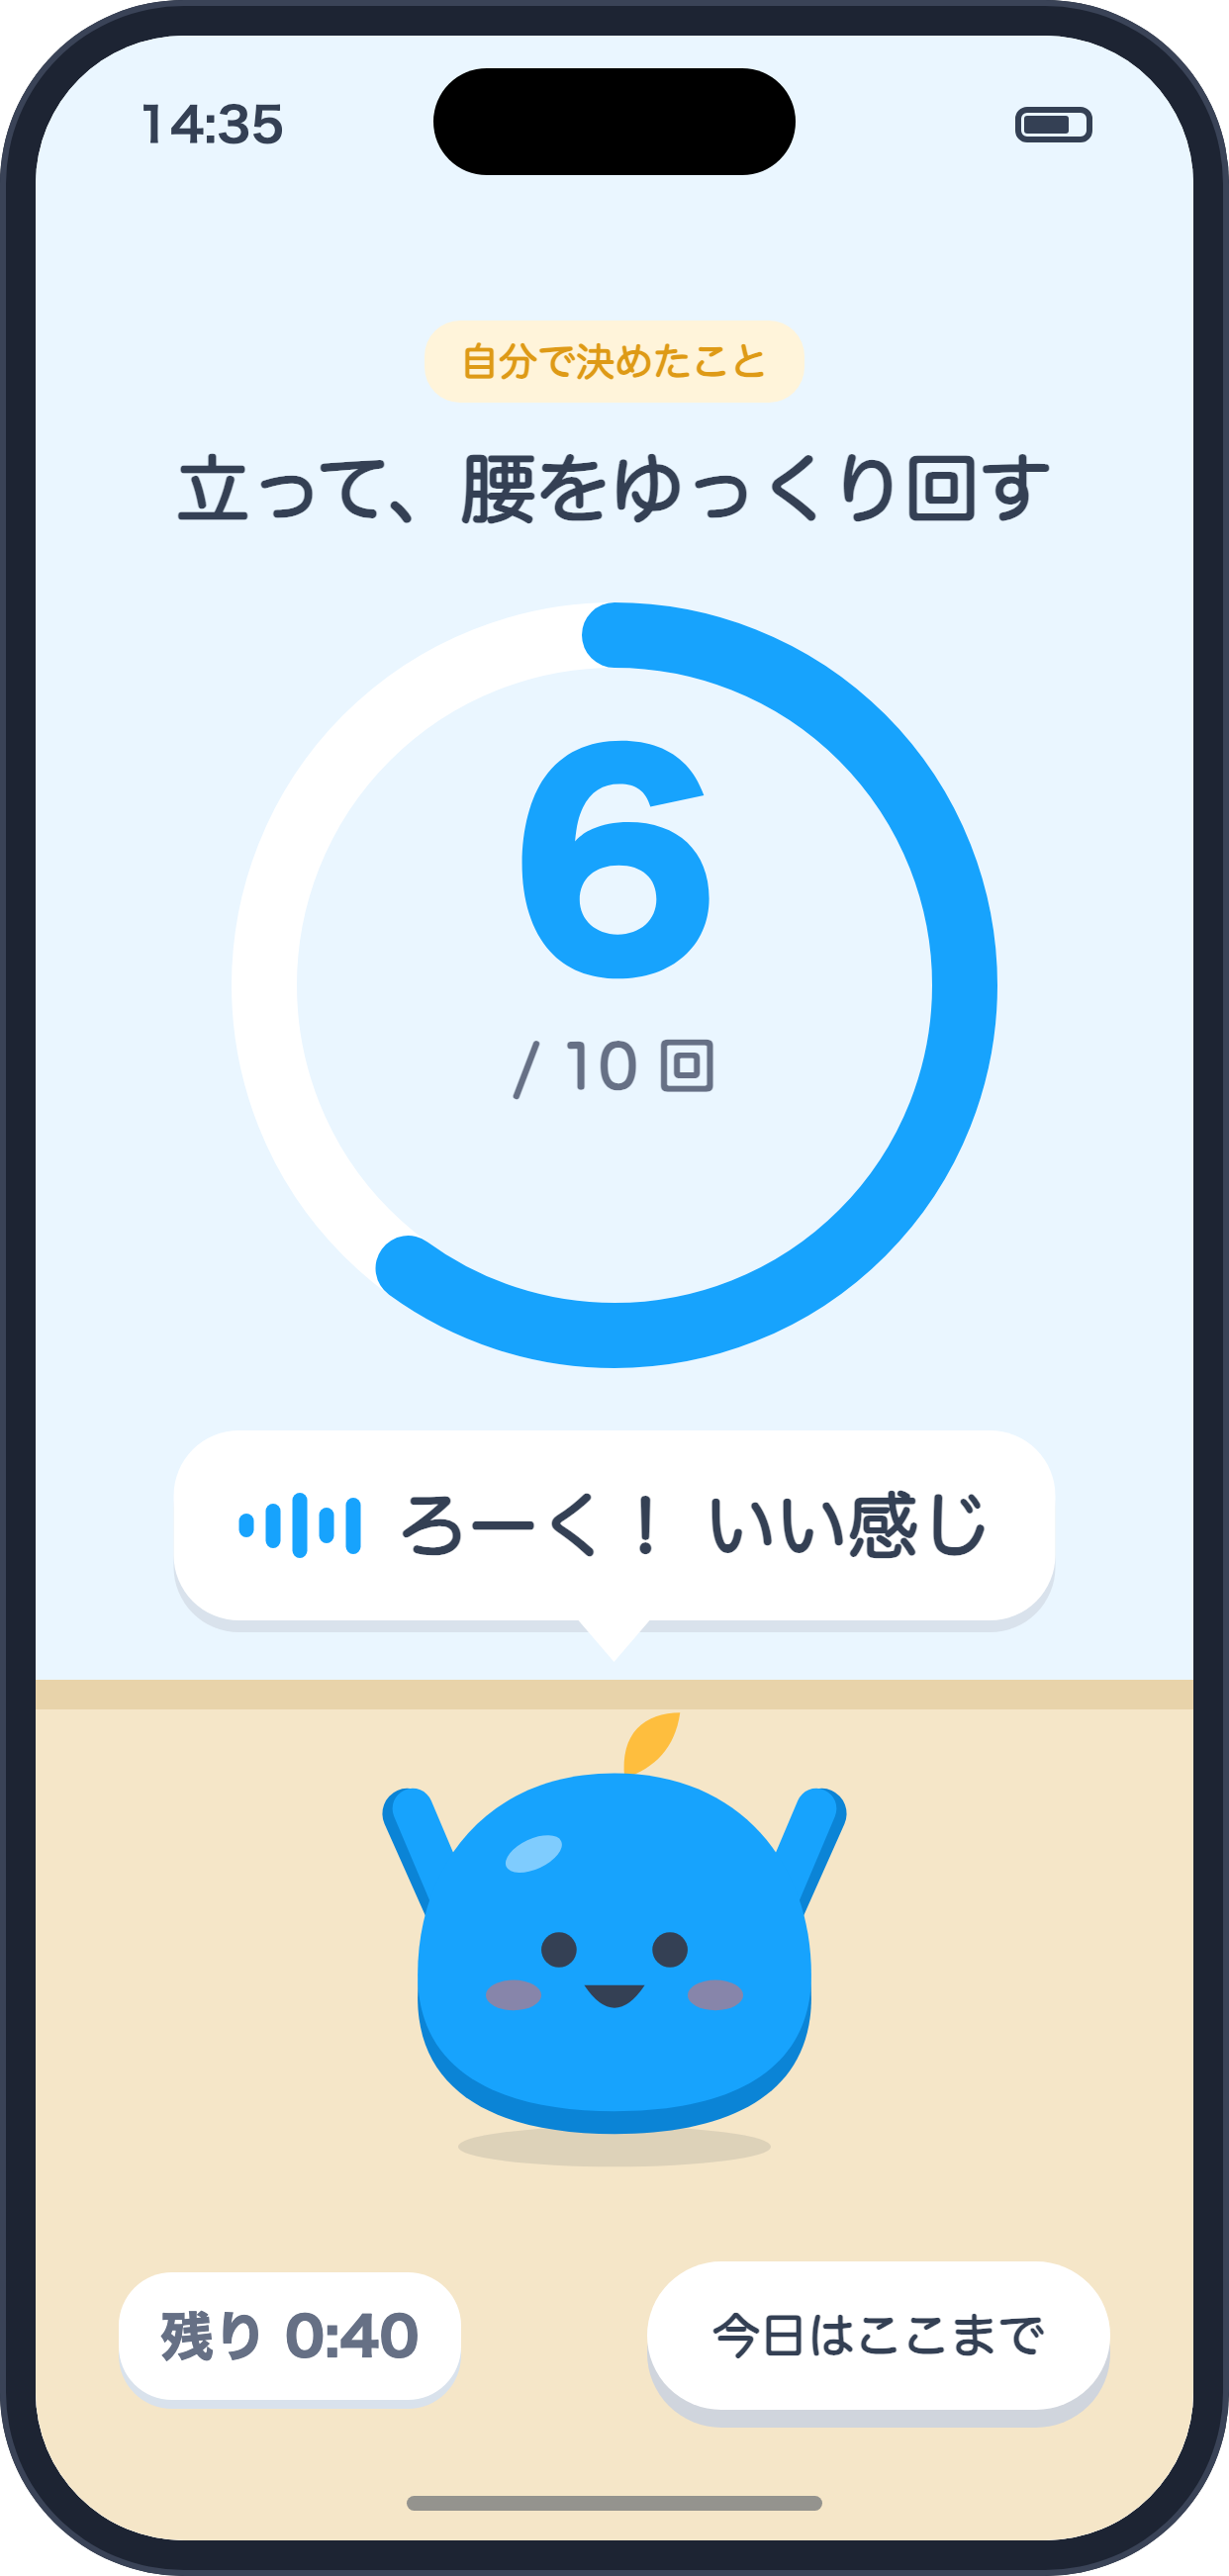 14:35
自分で決めたこと
立って、腰をゆっくり回す
6
/ 10 回
ろーく！ いい感じ
残り 0:40
今日はここまで